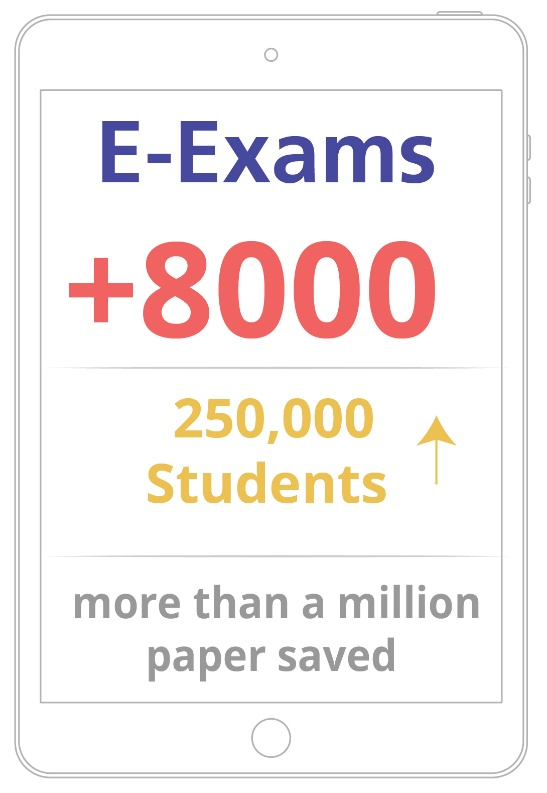 E-Exams
+8000
250,000
Students
more than a million
paper saved